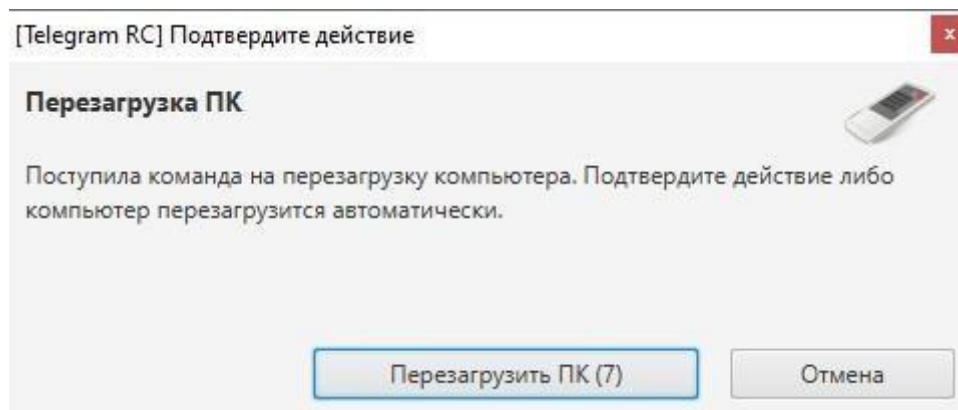 [Telegram RC] Подтвердите действие
Перезагрузка ПК
Поступила команда на перезагрузку компьютера. Подтвердите действие либо
компьютер перезагрузится автоматически.
Перезагрузить ПК (7)
Отмена